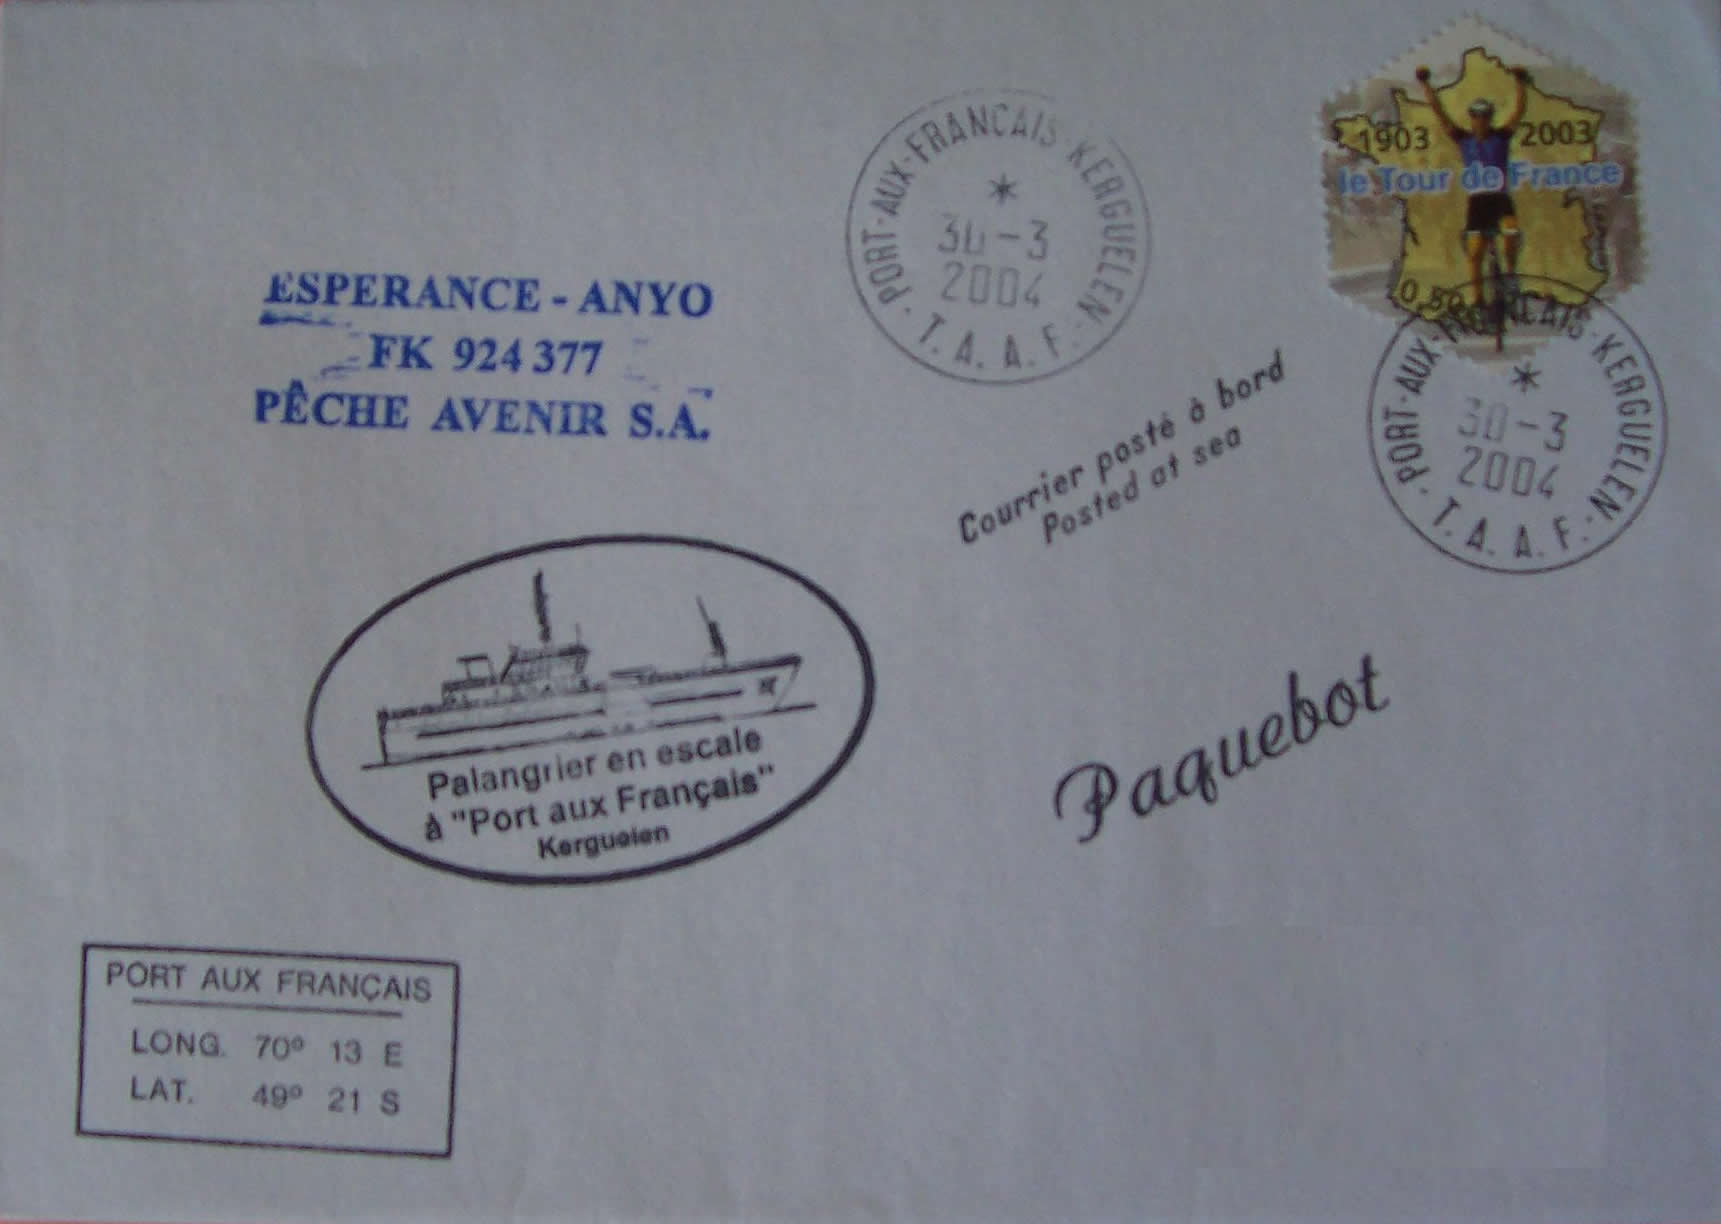 1903 2003
le Tour de France
0,50
PORT-AUX-FRANCAIS-KERGUELEN
30-3
2004
T.A.A.F.
ESPERANCE - ANYO
FK 924 377
PÊCHE AVENIR S.A.
Courrier posté à bord
Posted at sea
PORT-AUX-FRANCAIS-KERGUELEN
30-3
2004
T.A.A.F.
Palangrier en escale
à "Port aux Français"
Kerguelen
Paquebot
PORT AUX FRANÇAIS
LONG. 70° 13 E
LAT. 49° 21 S